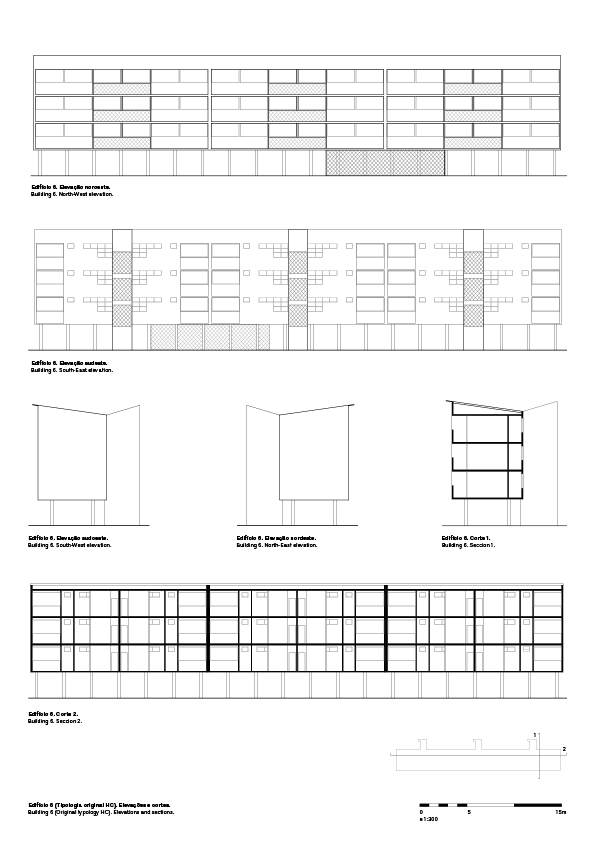 Edifício 6. Elevação noroeste.
Building 6. North-West elevation.
Edifício 6. Elevação sudeste.
Building 6. South-East elevation.
Edifício 6. Elevação sudoeste.
Building 6. South-West elevation.
Edifício 6. Elevação nordeste.
Building 6. North-East elevation.
Edifício 6. Corte 1.
Building 6. Seccion 1.
Edifício 6. Corte 2.
Building 6. Seccion 2.
1
2
Edifício 6 (Tipologia original HC). Elevações e cortes.
Building 6 (Original typology HC). Elevations and sections.
0 5 15m
e 1:300